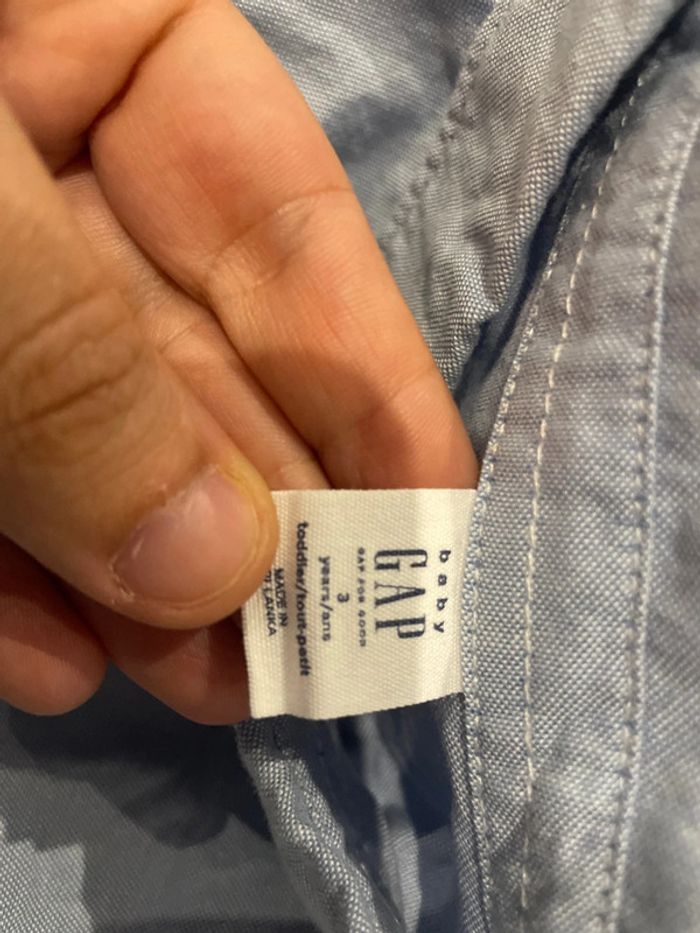 baby
GAP
GAP FOR GOOD
3
years/ans
toddler/tout-petit
MADE IN
LANKA